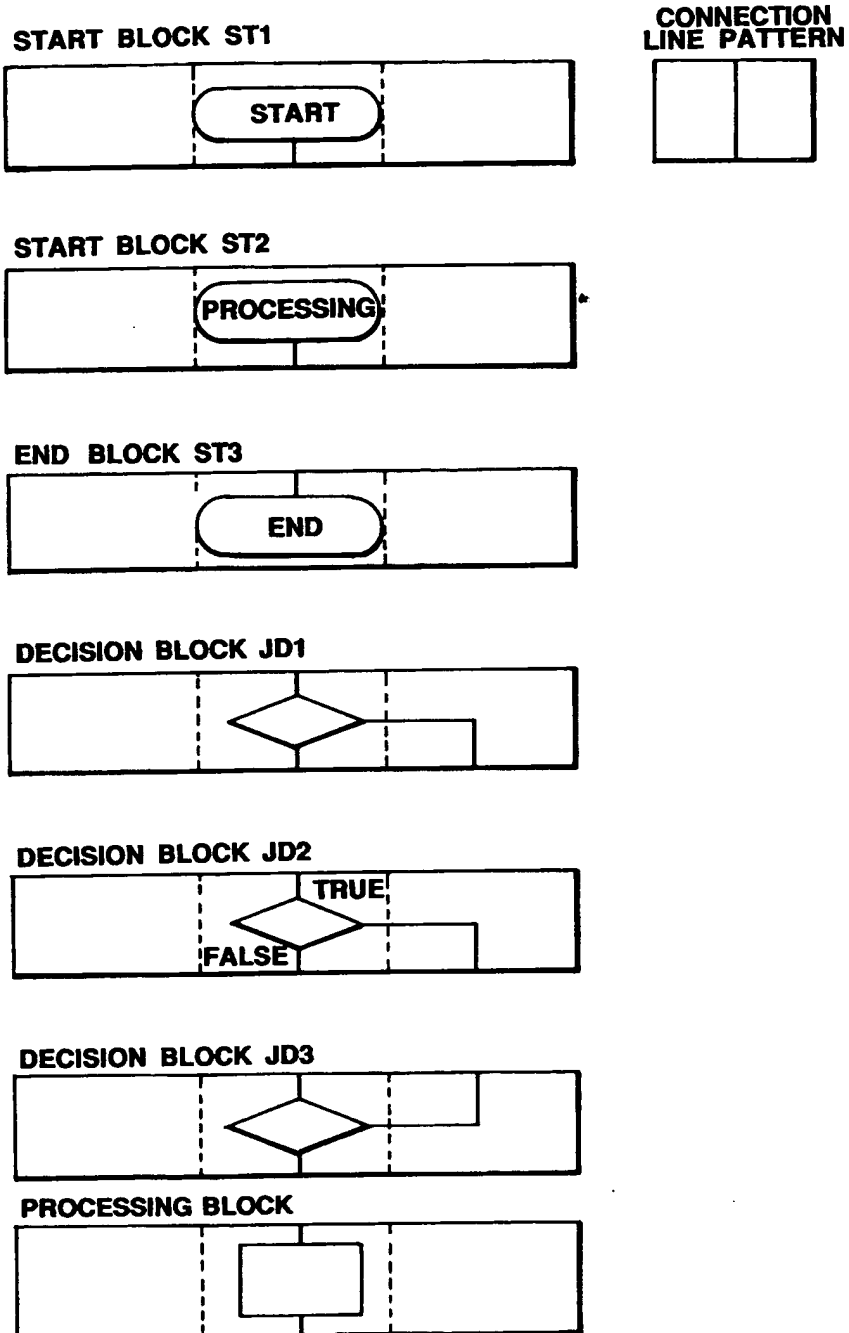 START BLOCK ST1
CONNECTION
LINE PATTERN
START
START BLOCK ST2
PROCESSING
END BLOCK ST3
END
DECISION BLOCK JD1
DECISION BLOCK JD2
TRUE
FALSE
DECISION BLOCK JD3
PROCESSING BLOCK